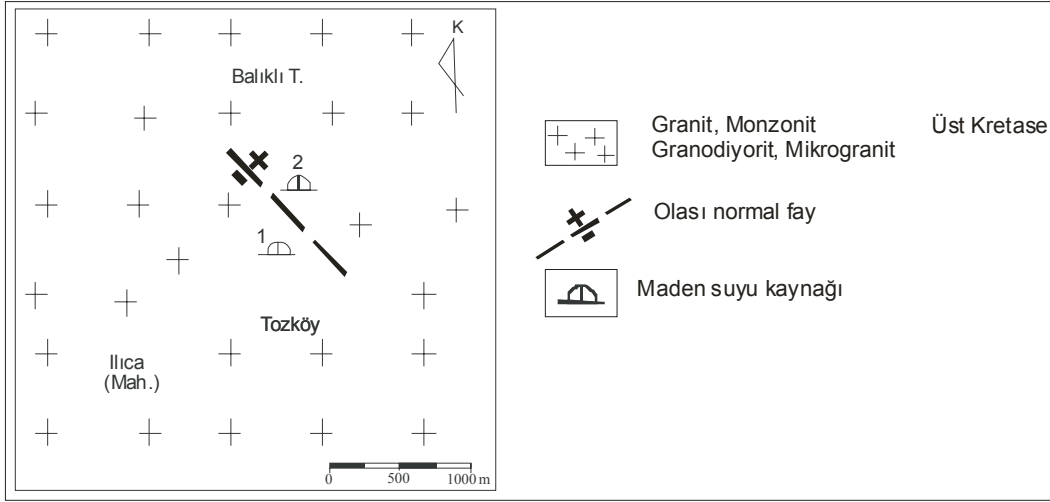 K
Balıklı T.
2
1
Tozköy
Ilıca
(Mah.)
0 500 1000 m
Granit, Monzonit Üst Kretase
Granodiyorit, Mikrogranit
Olası normal fay
Maden suyu kaynağı